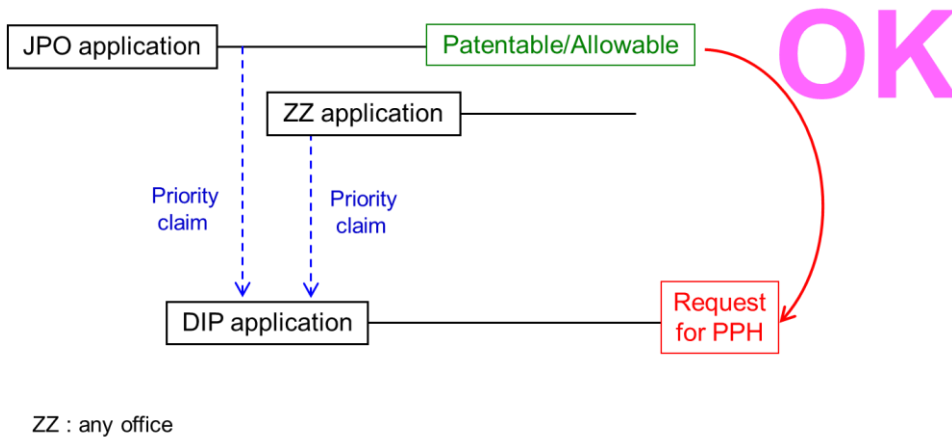 OK
JPO application
Patentable/Allowable
ZZ application
Priority
claim
Priority
claim
DIP application
Request
for PPH
ZZ : any office